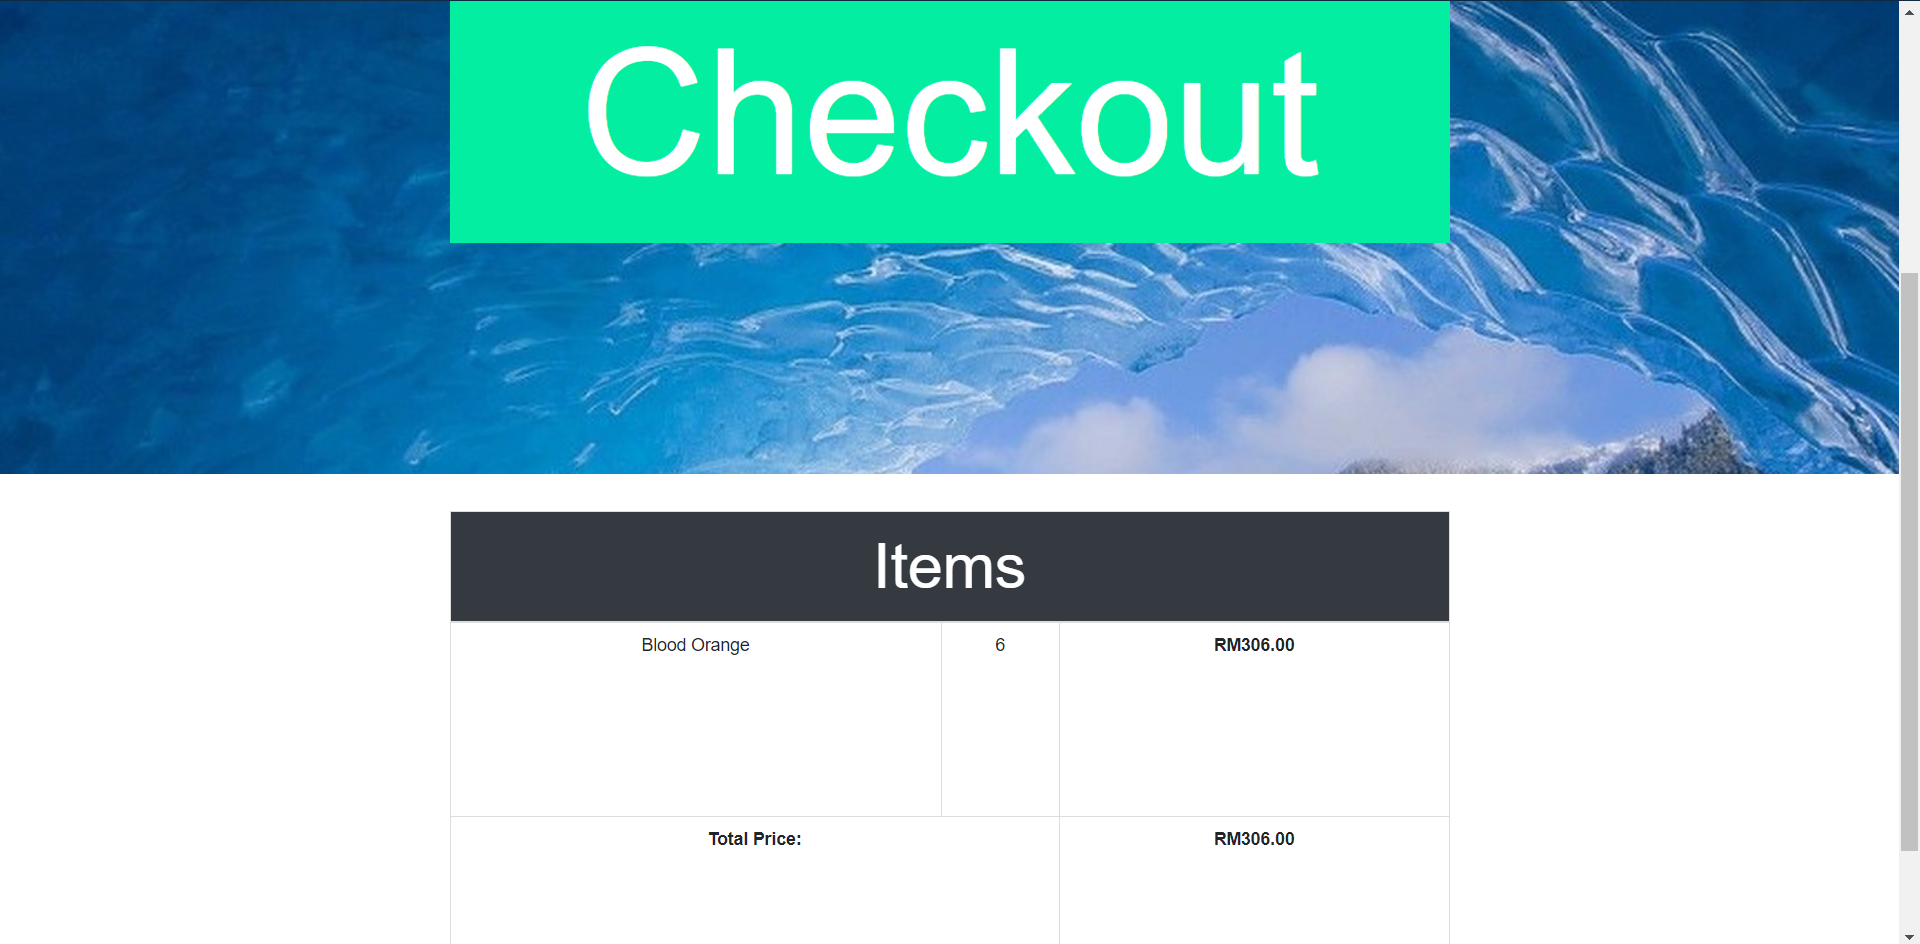 Checkout
Items
Blood Orange 6 RM306.00
Total Price: RM306.00